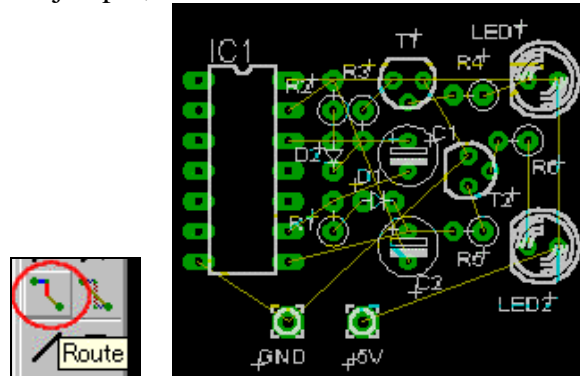 LED1
T1
IC1
R4
R3
R2
C1
D2
R6
D1
T2
R1
R5
C2
LED2
Route
GND
+5V